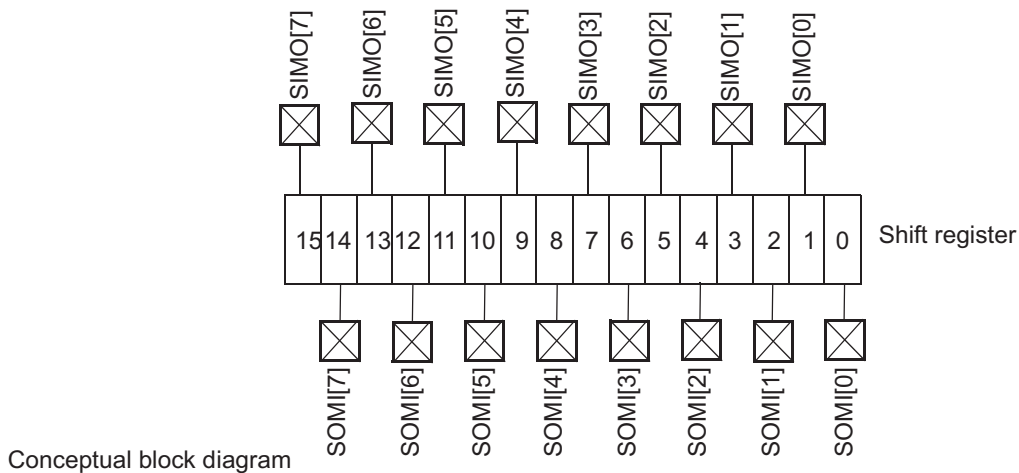 SIMO[7] SIMO[6] SIMO[5] SIMO[4] SIMO[3] SIMO[2] SIMO[1] SIMO[0]
15 14 13 12 11 10 9 8 7 6 5 4 3 2 1 0 Shift register
SOMI[7] SOMI[6] SOMI[5] SOMI[4] SOMI[3] SOMI[2] SOMI[1] SOMI[0]
Conceptual block diagram